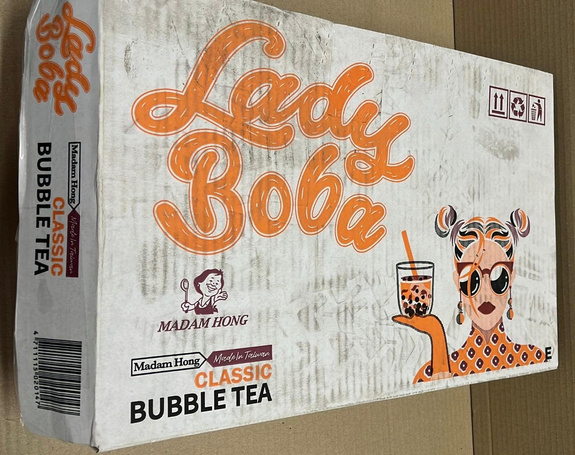 Lady
Boba
MADAM HONG
Madam Hong
Made In Taiwan
CLASSIC
BUBBLE TEA
E
Lady
Boba
Madam Hong
Made In Taiwan
CLASSIC
BUBBLE TEA